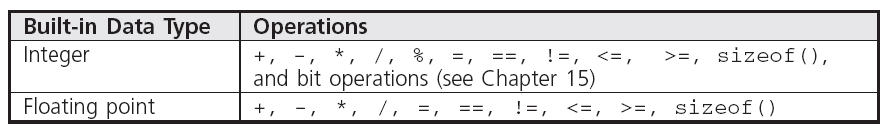 Built-in Data Type Operations
Integer +, -, *, /, %, =, ==, !=, <=, >=, sizeof(),
and bit operations (see Chapter 15)
Floating point +, -, *, /, =, ==, !=, <=, >=, sizeof()